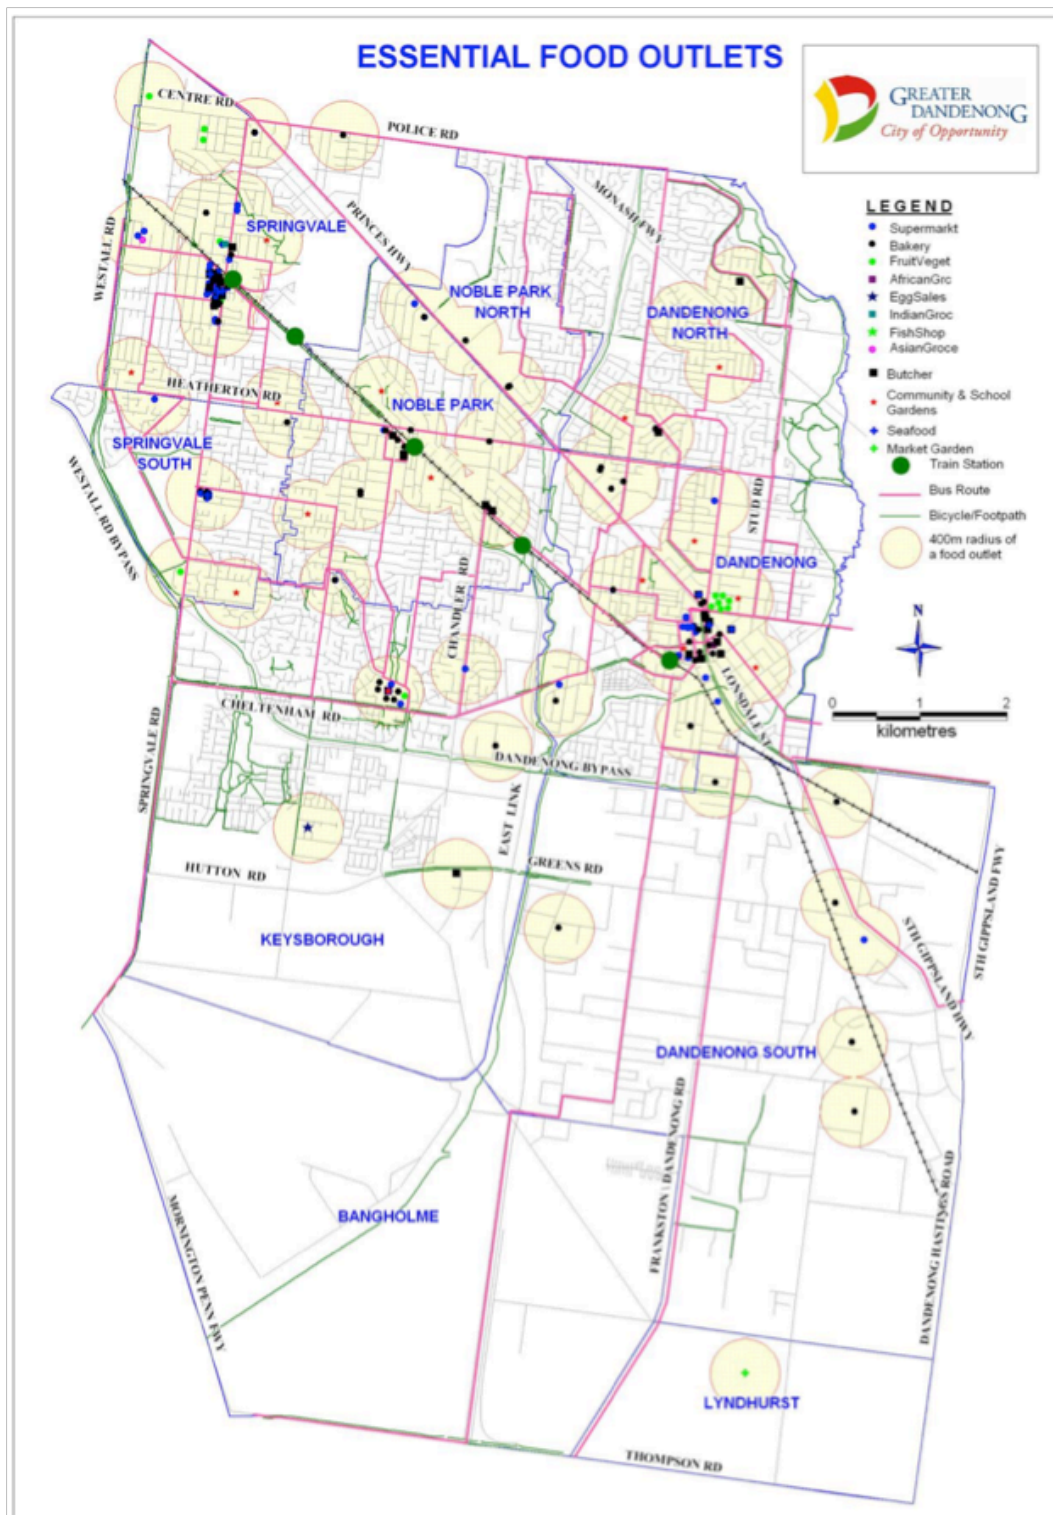 ESSENTIAL FOOD OUTLETS
GREATER
DANDENONG
City of Opportunity
CENTRE RD
POLICE RD
LEGEND
Supermarkt
Bakery
FruitVeget
AfricanGrc
EggSales
IndianGroc
FishShop
AsianGroce
Butcher
Community & School
Gardens
Seafood
Market Garden
Train Station
Bus Route
Bicycle/Footpath
400m radius of
a food outlet
MONASH FWY
PRINCES HWY
SPRINGVALE
WESTALL RD
NOBLE PARK
NORTH
DANDENONG
NORTH
HEATHERTON RD
NOBLE PARK
SPRINGVALE
SOUTH
WESTALL RD BYPASS
STUD RD
DANDENONG
CHANDLER RD
N
LONSDALE ST
0 1 2
kilometres
CHELTENHAM RD
SPRINGVALE RD
DANDENONG BYPASS
EAST LINK
HUTTON RD
GREENS RD
STH GIPPSLAND FWY
KEYSBOROUGH
STH GIPPSLAND HWY
DANDENONG SOUTH
FRANKSTON DANDENONG RD
BANGHOLME
MORNINGTON PENN FWY
DANDENONG HASTINGS ROAD
LYNDHURST
THOMPSON RD